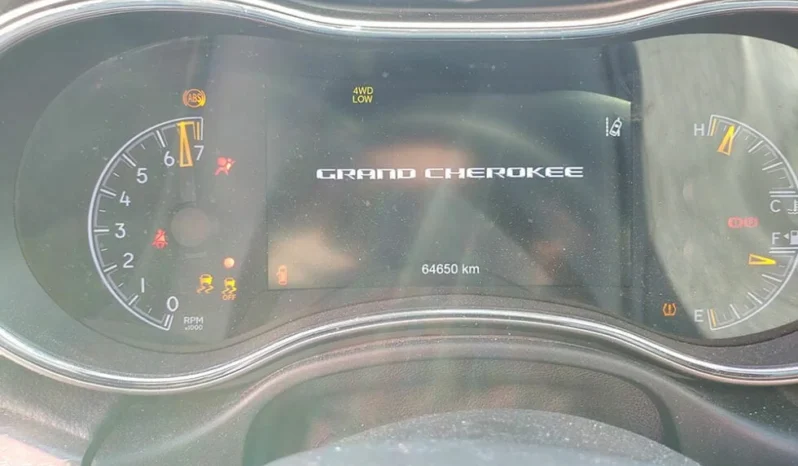 4WD
LOW
ABS
H
6 7
5
GRAND CHEROKEE
4
C
3
F
2
64650 km
1
OFF
0
E
RPM
x1000